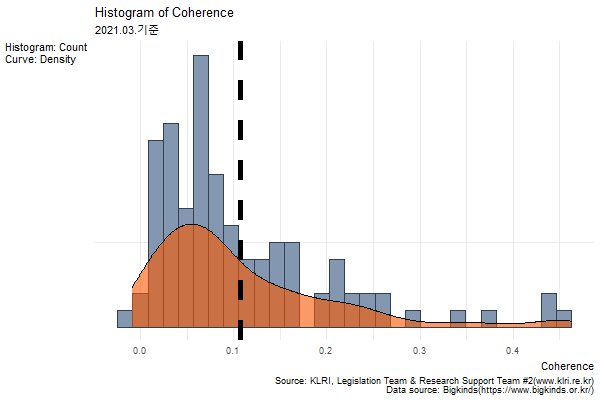 Histogram of Coherence
2021.03.기준
Histogram: Count
Curve: Density
0.0 0.1 0.2 0.3 0.4
Coherence
Source: KLRI, Legislation Team & Research Support Team #2(www.klri.re.kr)
Data source: Bigkinds(https://www.bigkinds.or.kr/)